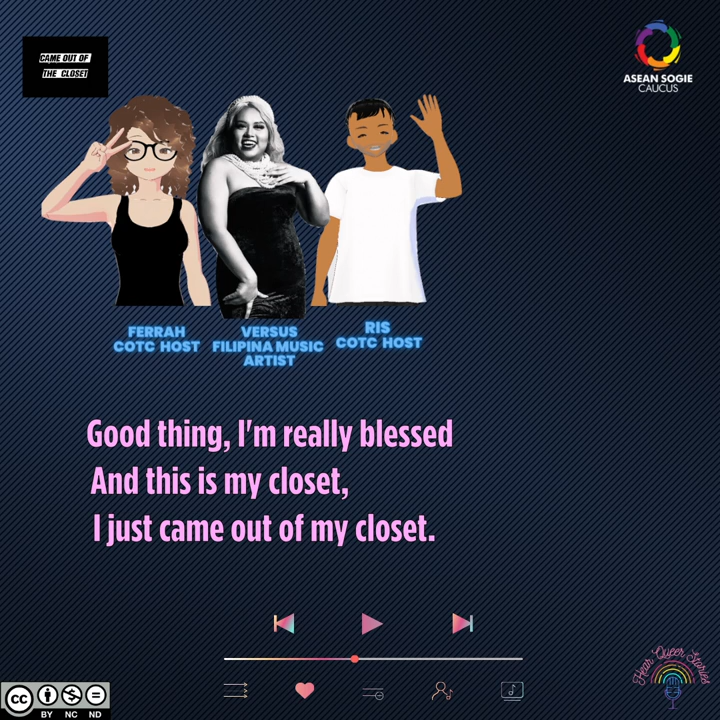 CAME OUT OF
THE CLOSET
ASEAN SOGIE
CAUCUS
FERRAH
COTC HOST
VERSUS
FILIPINA MUSIC
ARTIST
RIS
COTC HOST
Good thing, I'm really blessed
And this is my closet,
I just came out of my closet.
Hear Queer Stories
CC
BY NC ND